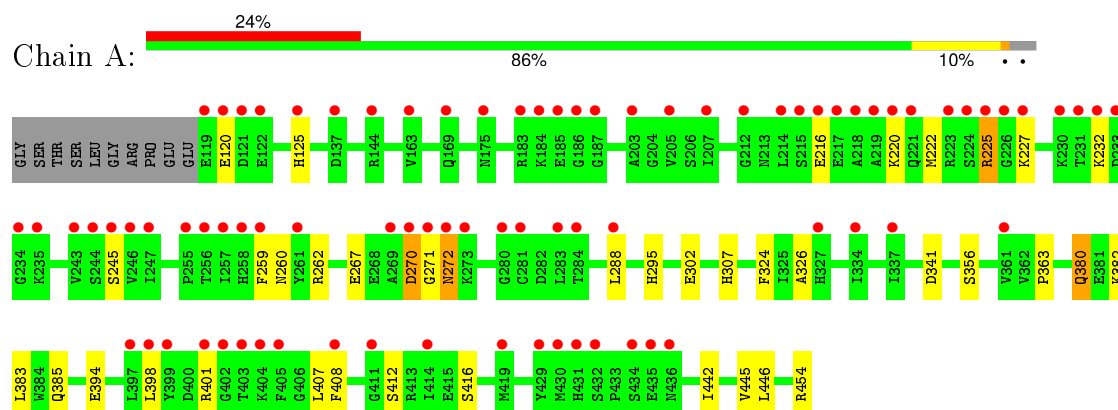 24%
Chain A:
86% 10% • •
GLY SER THR SER LEU GLY ARG PRO GLU GLU E119 E120 D121 E122 H125 D137 R144 V163 Q169 N175 R183 K184 E185 G186 G187 A203 G204 V205 S206 I207 G212 N213 L214 S215 E216 E217 A218 A219 K220 Q221 M222 R223 S224 R225 G226 K227 K230 T231 K232 D233
G234 K235 V243 S244 S245 V246 I247 P255 T256 I257 H258 F259 N260 Y261 R262 E267 E268 A269 D270 G271 N272 K273 G280 C281 D282 L283 T284 L288 H295 E302 H307 F324 I325 A326 H327 I334 I337 D341 S356 V361 V362 P363 Q380 E381 K382
L383 W384 Q385 E394 L397 L398 Y399 D400 R401 G402 T403 K404 F405 G406 L407 F408 G411 S412 R413 I414 E415 S416 M419 Y429 M430 H431 S432 P433 S434 E435 N436 I442 V445 L446 R454